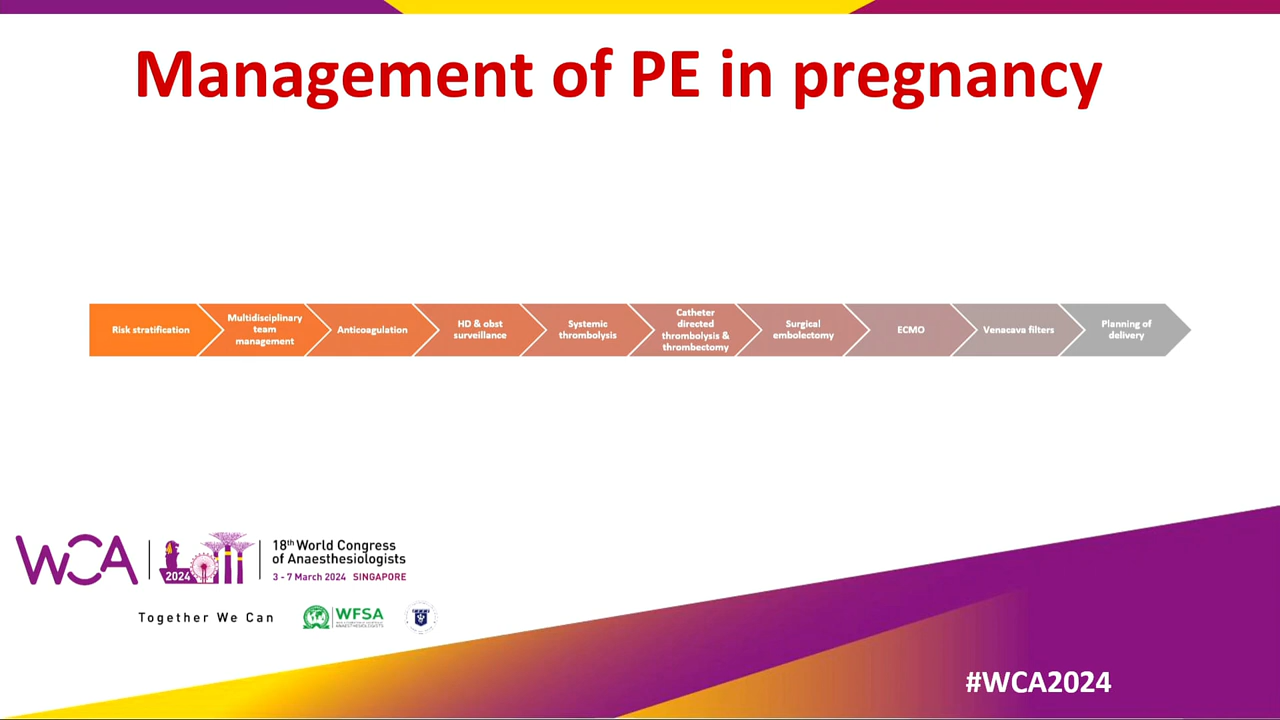 Management of PE in pregnancy
Risk stratification
Multidisciplinary
team
management
Anticoagulation
HD & obst
surveillance
Systemic
thrombolysis
Catheter
directed
thrombolysis &
thrombectomy
Surgical
embolectomy
ECMO
Venacava filters
Planning of
delivery
WCA
2024
18th World Congress
of Anaesthesiologists
3 - 7 March 2024 SINGAPORE
Together We Can
WFSA
#WCA2024